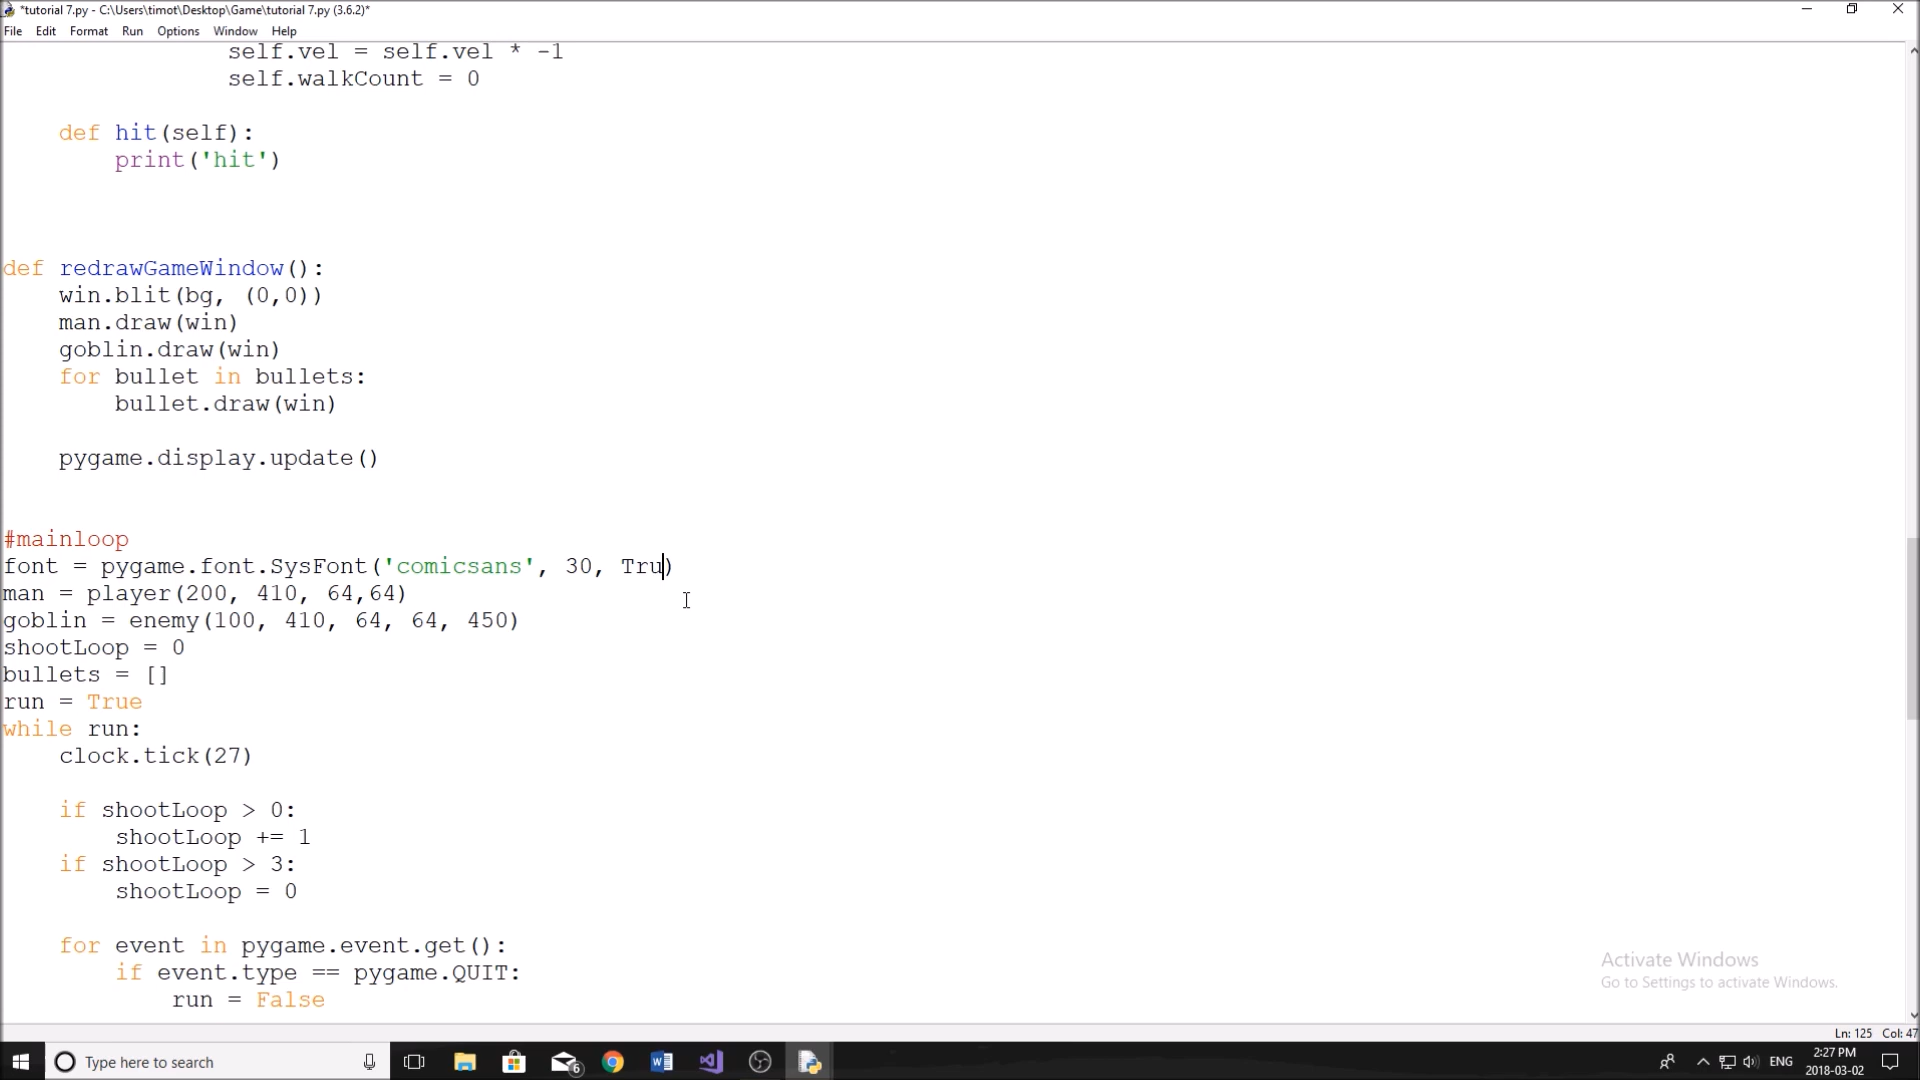 *tutorial 7.py - C:\Users\timot\Desktop\Game\tutorial 7.py (3.6.2)*
File Edit Format Run Options Window Help
self.vel = self.vel * -1
self.walkCount = 0
def hit(self):
print('hit')
def redrawGameWindow():
win.blit(bg, (0,0))
man.draw(win)
goblin.draw(win)
for bullet in bullets:
bullet.draw(win)
pygame.display.update()
#mainloop
font = pygame.font.SysFont('comicsans', 30, Tru)
man = player(200, 410, 64,64)
goblin = enemy(100, 410, 64, 64, 450)
shootLoop = 0
bullets = []
run = True
while run:
clock.tick(27)
if shootLoop > 0:
shootLoop += 1
if shootLoop > 3:
shootLoop = 0
for event in pygame.event.get():
if event.type == pygame.QUIT:
run = False
Activate Windows
Go to Settings to activate Windows.
Ln: 125 Col: 47
Type here to search
6
ENG
2:27 PM
2018-03-02